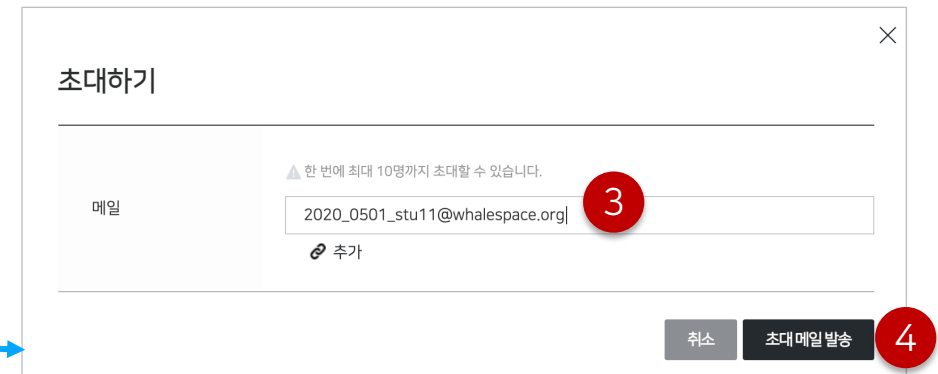 초대하기
한 번에 최대 10명까지 초대할 수 있습니다.
메일
2020_0501_stu11@whalespace.org
3
추가
취소
초대 메일 발송
4